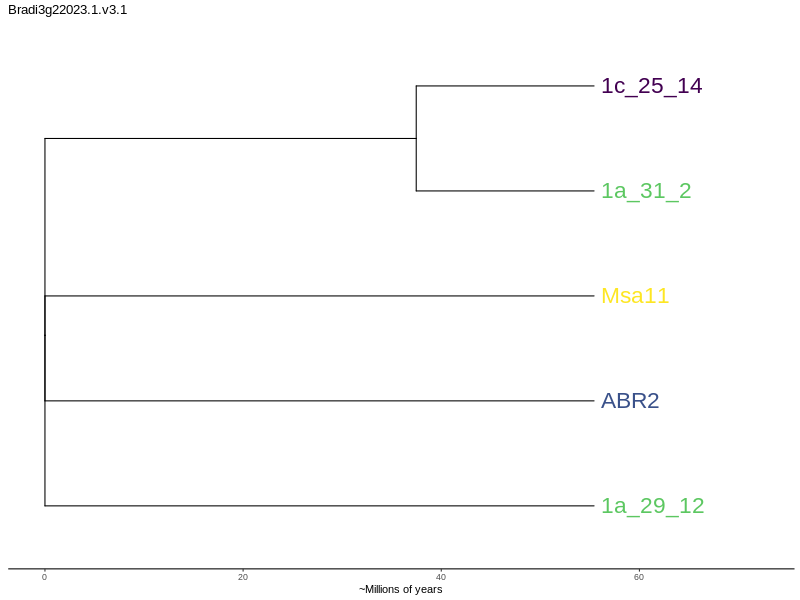 Bradi3g22023.1.v3.1
1c_25_14
1a_31_2
Msa11
ABR2
1a_29_12
0 20 40 60
~Millions of years